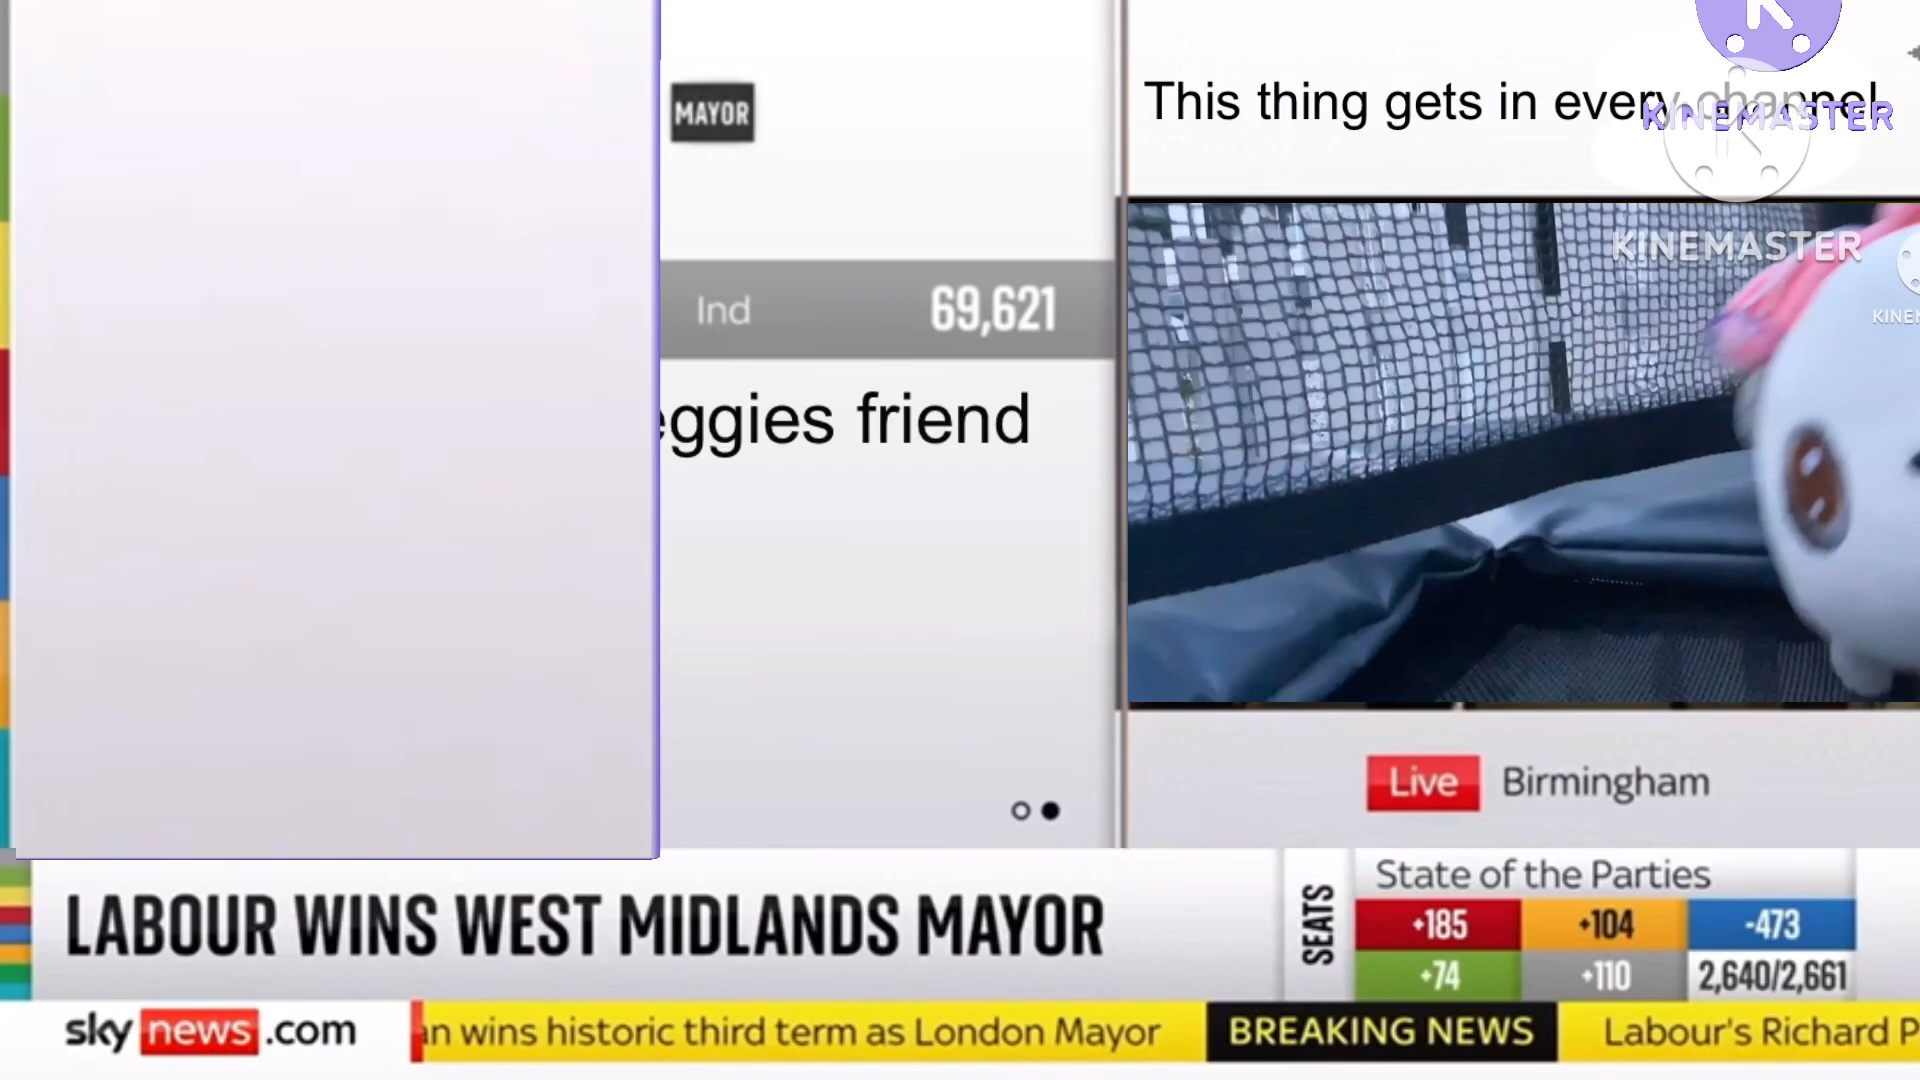 MAYOR
This thing gets in every channel
KINEMASTER
KINEMASTER
Ind 69,621
eggies friend
Live Birmingham
LABOUR WINS WEST MIDLANDS MAYOR
SEATS
State of the Parties
+185 +104 -473
+74 +110 2,640/2,661
sky news.com
an wins historic third term as London Mayor BREAKING NEWS Labour's Richard P